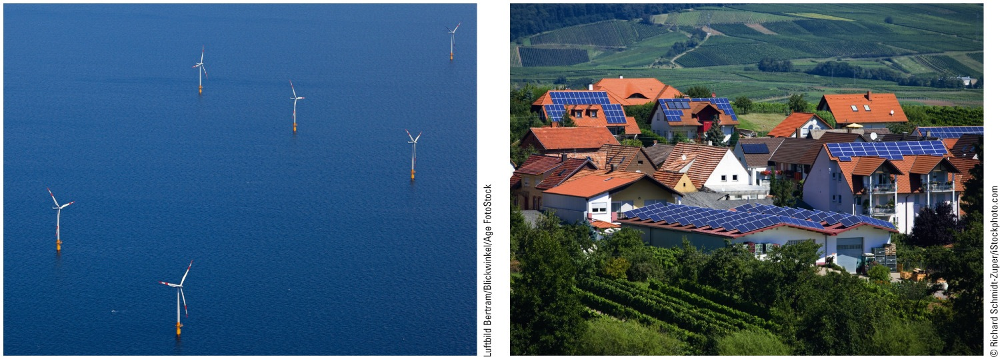 Luftbild Bertram/Blickwinkel/Age FotoStock
© Richard Schmidt-Zuper/iStockphoto.com